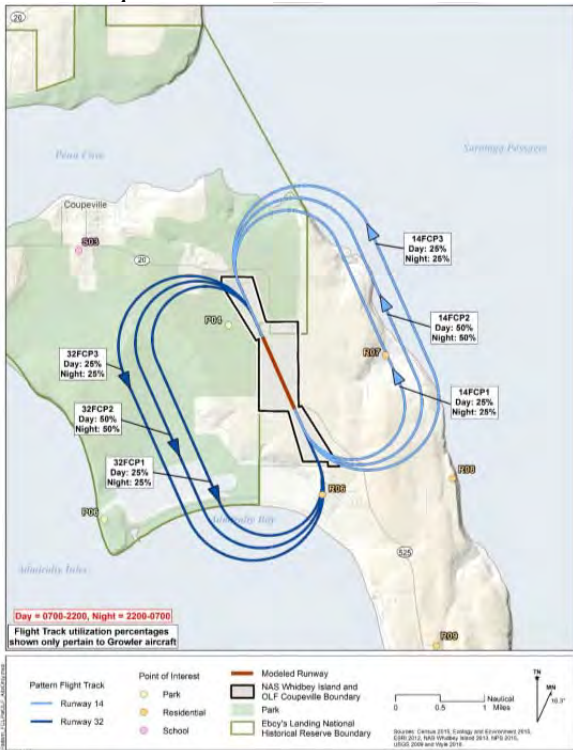 20
Penn Cove
Saratoga Passage
Coupeville
S03
20
14FCP3
Day: 25%
Night: 25%
P04
14FCP2
Day: 50%
Night: 50%
32FCP3
Day: 25%
Night: 25%
R07
14FCP1
Day: 25%
Night: 25%
32FCP2
Day: 50%
Night: 50%
32FCP1
Day: 25%
Night: 25%
R08
R06
P06
Admiralty Bay
525
Admiralty Inlet
Day = 0700-2200, Night = 2200-0700
Flight Track utilization percentages
shown only pertain to Growler aircraft
R09
Pattern Flight Track
Runway 14
Runway 32
Point of Interest
Park
Residential
School
Modeled Runway
NAS Whidbey Island and
OLF Coupeville Boundary
Park
Ebey's Landing National
Historical Reserve Boundary
0 0.5 1
Nautical
Miles
TN
MN
16.3°
Sources: Census 2010, Ecology and Environment 2015,
ESRI 2012, NAS Whidbey Island 2014, NPS 2015,
USGS 2009 and Wyle 2016.